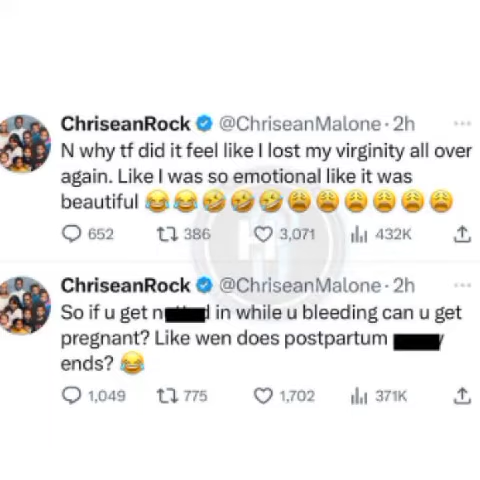 ChriseanRock @ChriseanMalone · 2h
N why tf did it feel like I lost my virginity all over
again. Like I was so emotional like it was
beautiful 😂😂🤣🤣🤣😩😩😩😩😩😩
652 386 3,071 432K
ChriseanRock @ChriseanMalone · 2h
So if u get n d in while u bleeding can u get
pregnant? Like wen does postpartum
ends? 😂
1,049 775 1,702 371K